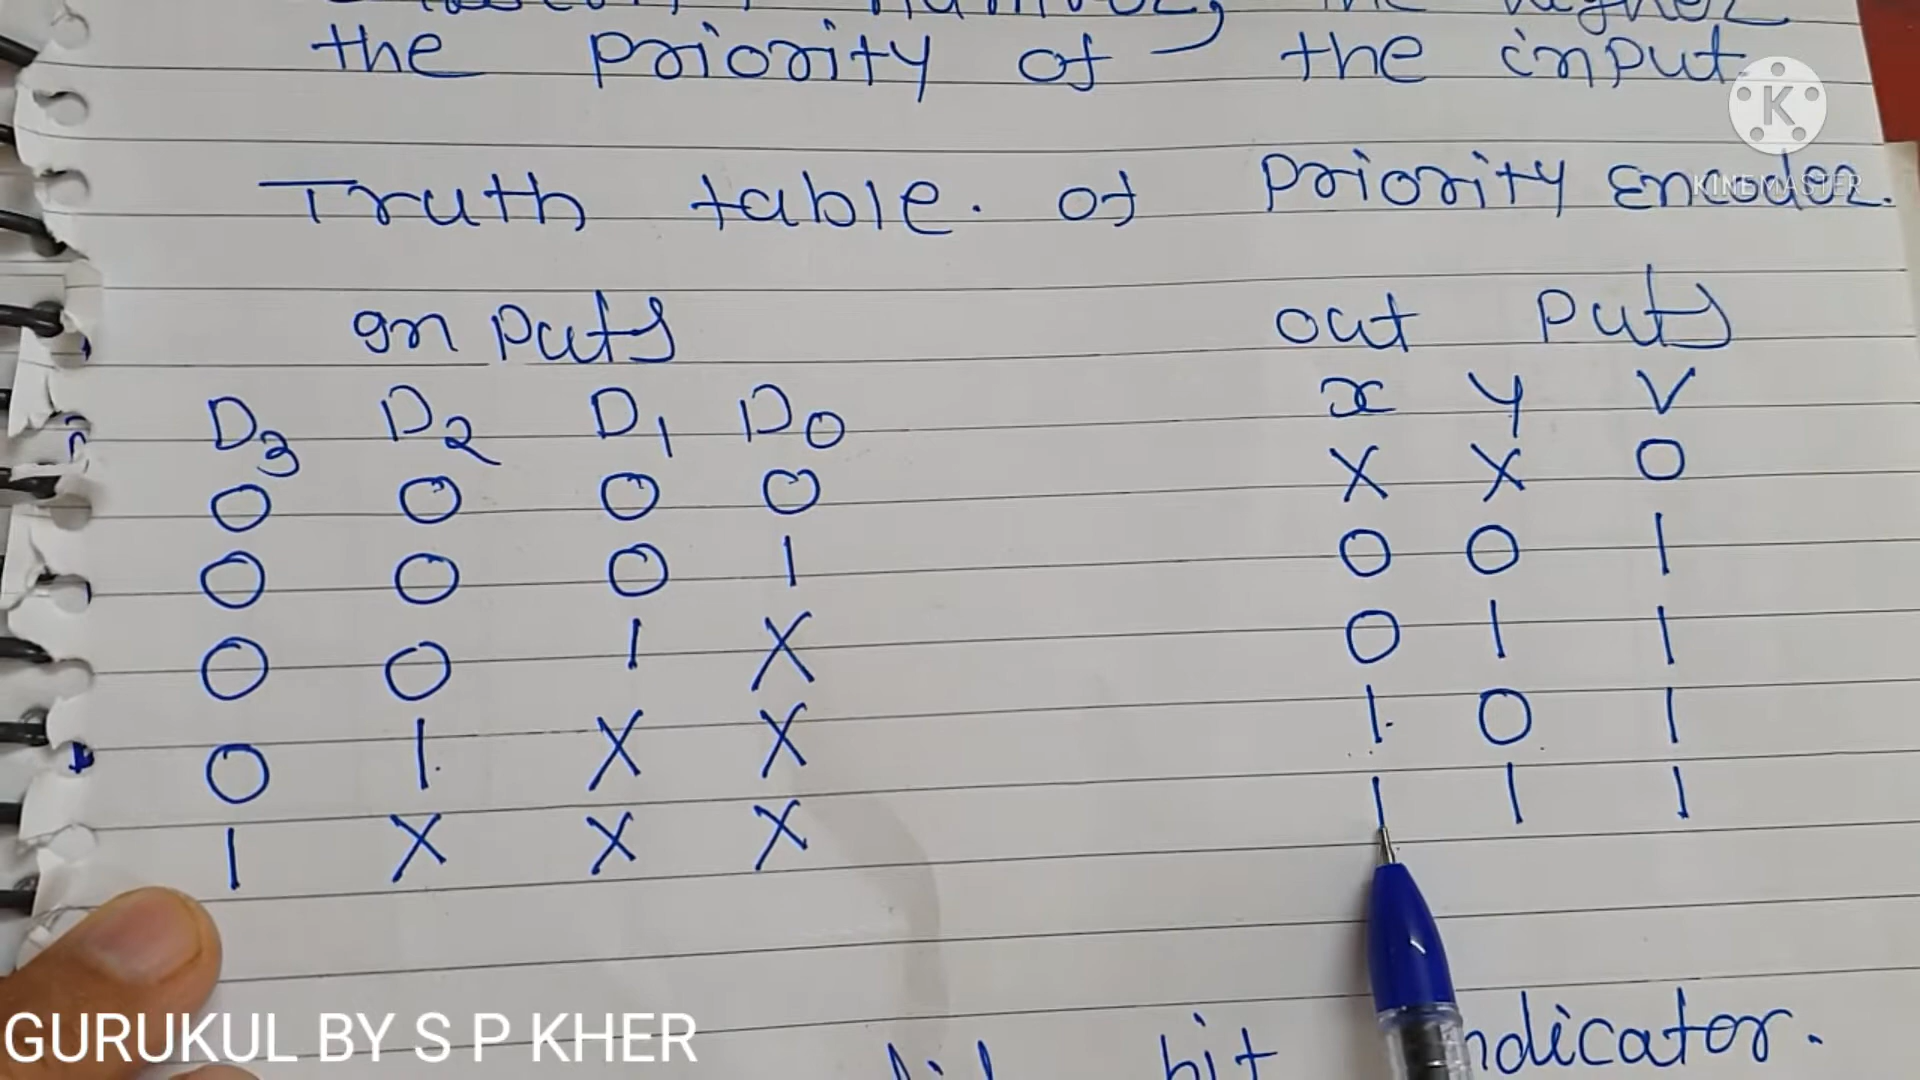 the priority of the input
Truth table. of Priority Encoder.
K
KINEMASTER
Inputs out puts
D3 D2 D1 D0 x y V
0 0 0 0 X X 0
0 0 0 1 0 0 1
0 0 1 X 0 1 1
0 1 X X 1 0 1
1 X X X 1 1 1
bit indicator.
GURUKUL BY S P KHER